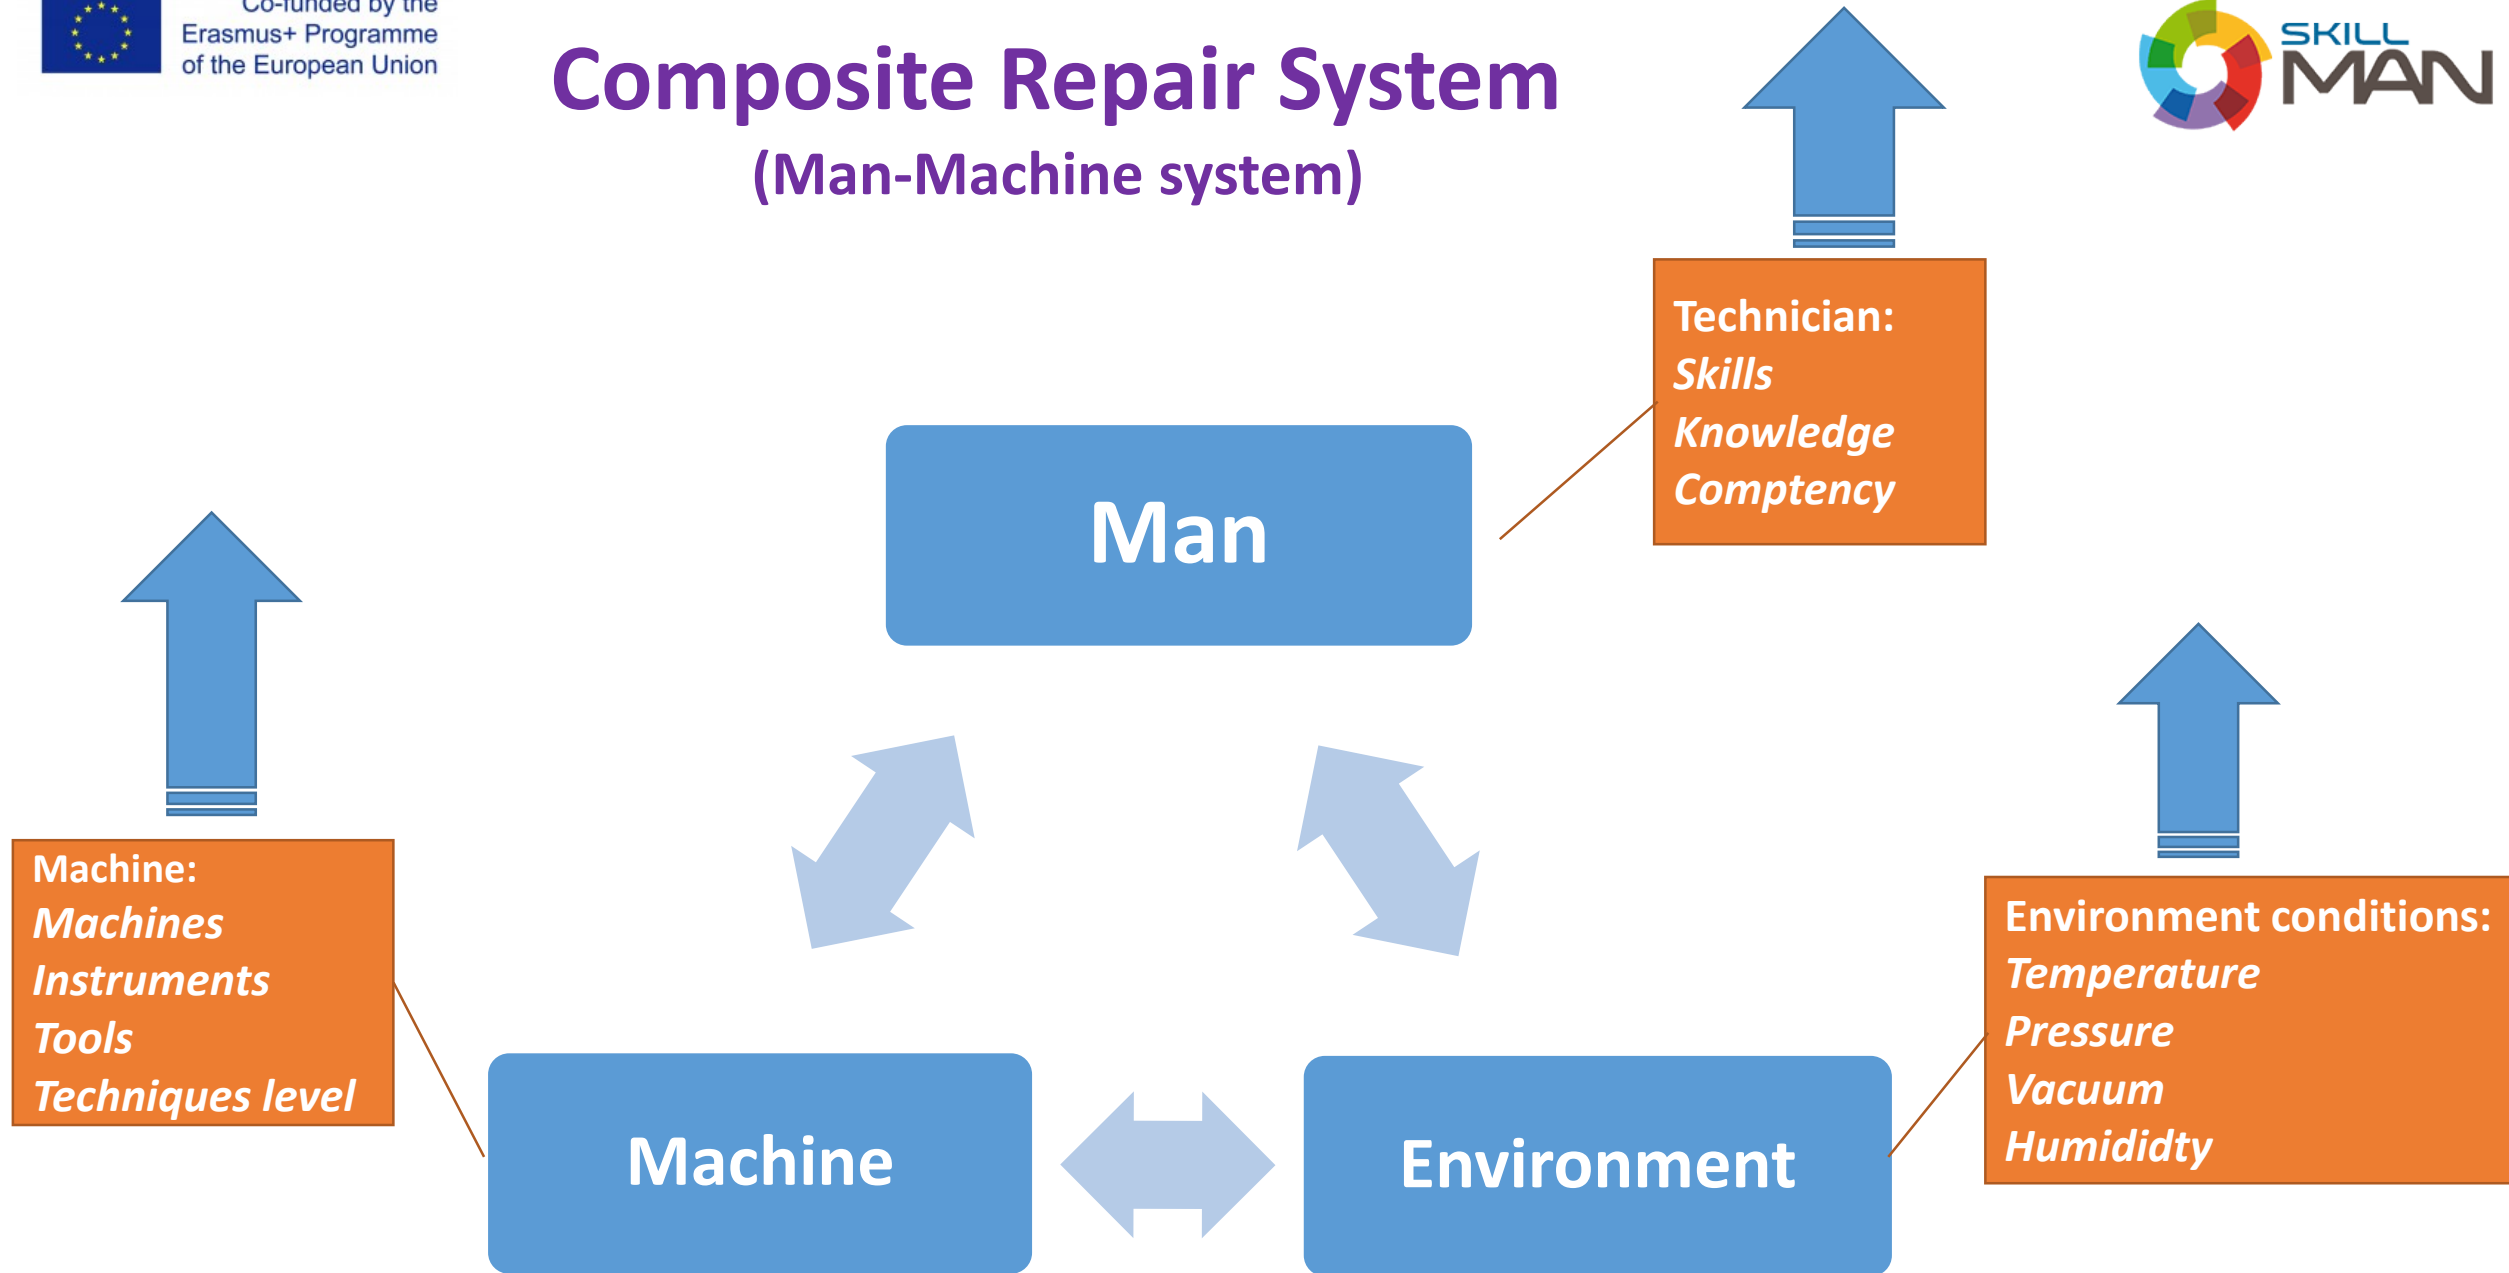 Co-funded by the
Erasmus+ Programme
of the European Union
Composite Repair System
(Man-Machine system)
SKILL
MAN
Technician:
Skills
Knowledge
Comptency
Man
Machine:
Machines
Instruments
Tools
Techniques level
Environment conditions:
Temperature
Pressure
Vacuum
Humididty
Machine
Environment